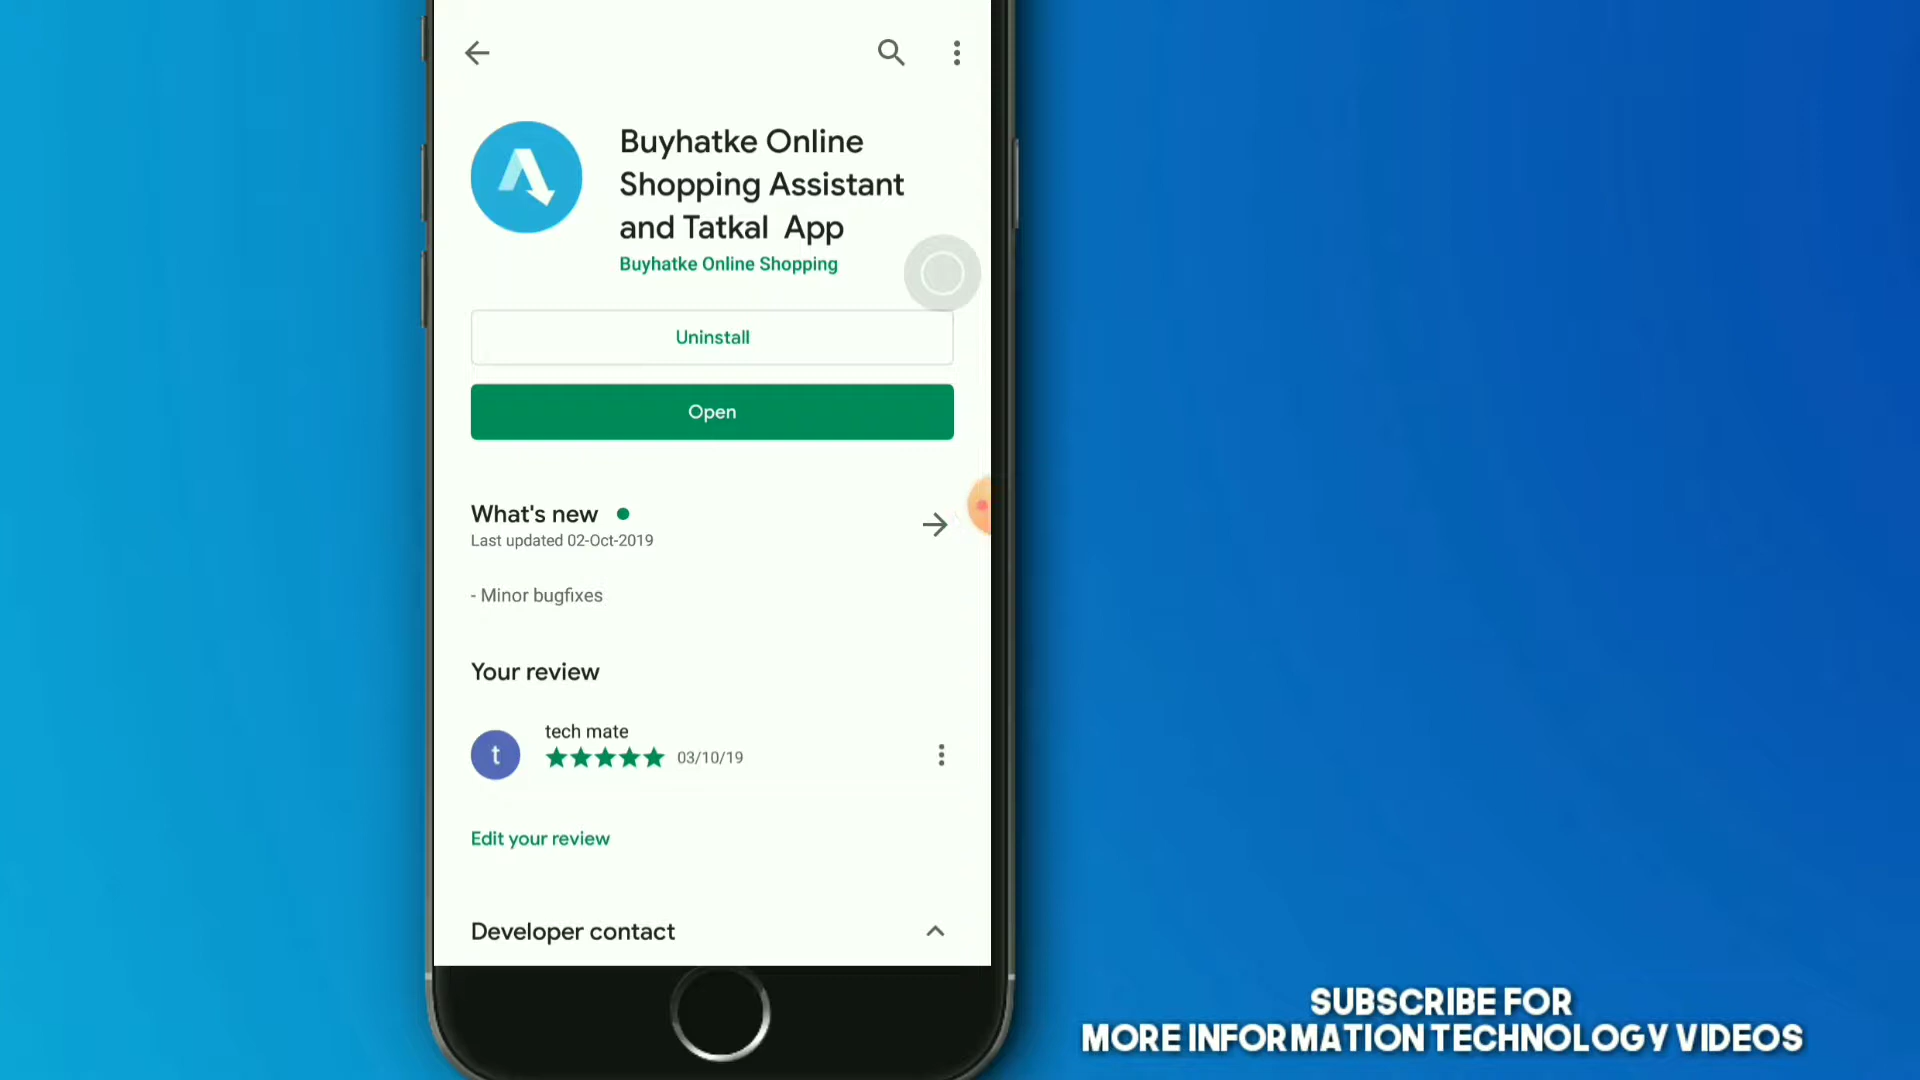 Buyhatke Online
Shopping Assistant
and Tatkal App
Buyhatke Online Shopping
Uninstall
Open
What's new
Last updated 02-Oct-2019
- Minor bugfixes
Your review
t
tech mate
03/10/19
Edit your review
Developer contact
SUBSCRIBE FOR
MORE INFORMATION TECHNOLOGY VIDEOS